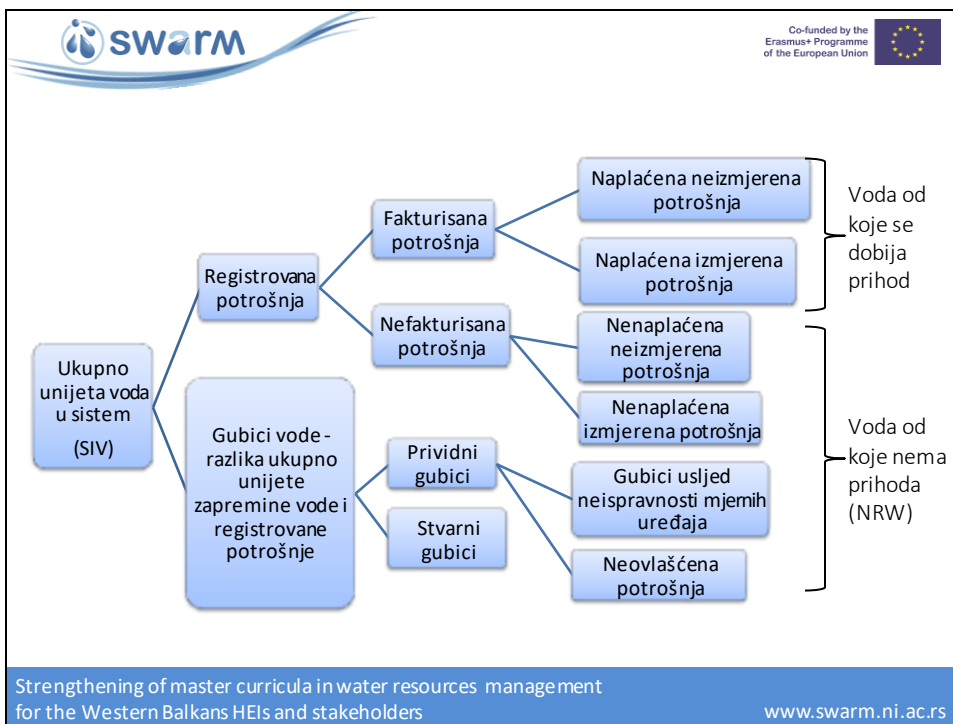 swarm
Co-funded by the
Erasmus+ Programme
of the European Union
Ukupno
unijeta voda
u sistem
(SIV)
Registrovana
potrošnja
Gubici vode -
razlika ukupno
unijete
zapremine vode i
registrovane
potrošnje
Fakturisana
potrošnja
Nefakturisana
potrošnja
Prividni
gubici
Stvarni
gubici
Naplaćena neizmjerena
potrošnja
Naplaćena izmjerena
potrošnja
Nenaplaćena
neizmjerena
potrošnja
Nenaplaćena
izmjerena potrošnja
Gubici usljed
neispravnosti mjernih
uređaja
Neovlašćena
potrošnja
Voda od
koje se
dobija
prihod
Voda od
koje nema
prihoda
(NRW)
Strengthening of master curricula in water resources management
for the Western Balkans HEIs and stakeholders
www.swarm.ni.ac.rs